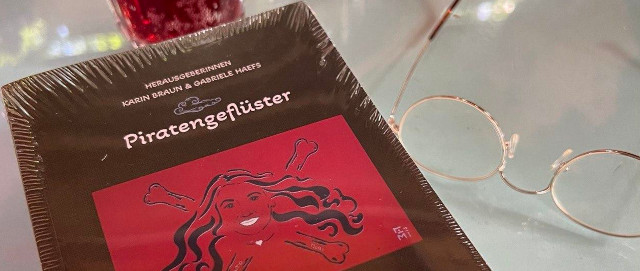 HERAUSGEBERINNEN
KARIN BRAUN & GABRIELE HAEFS
Piratengeflüster